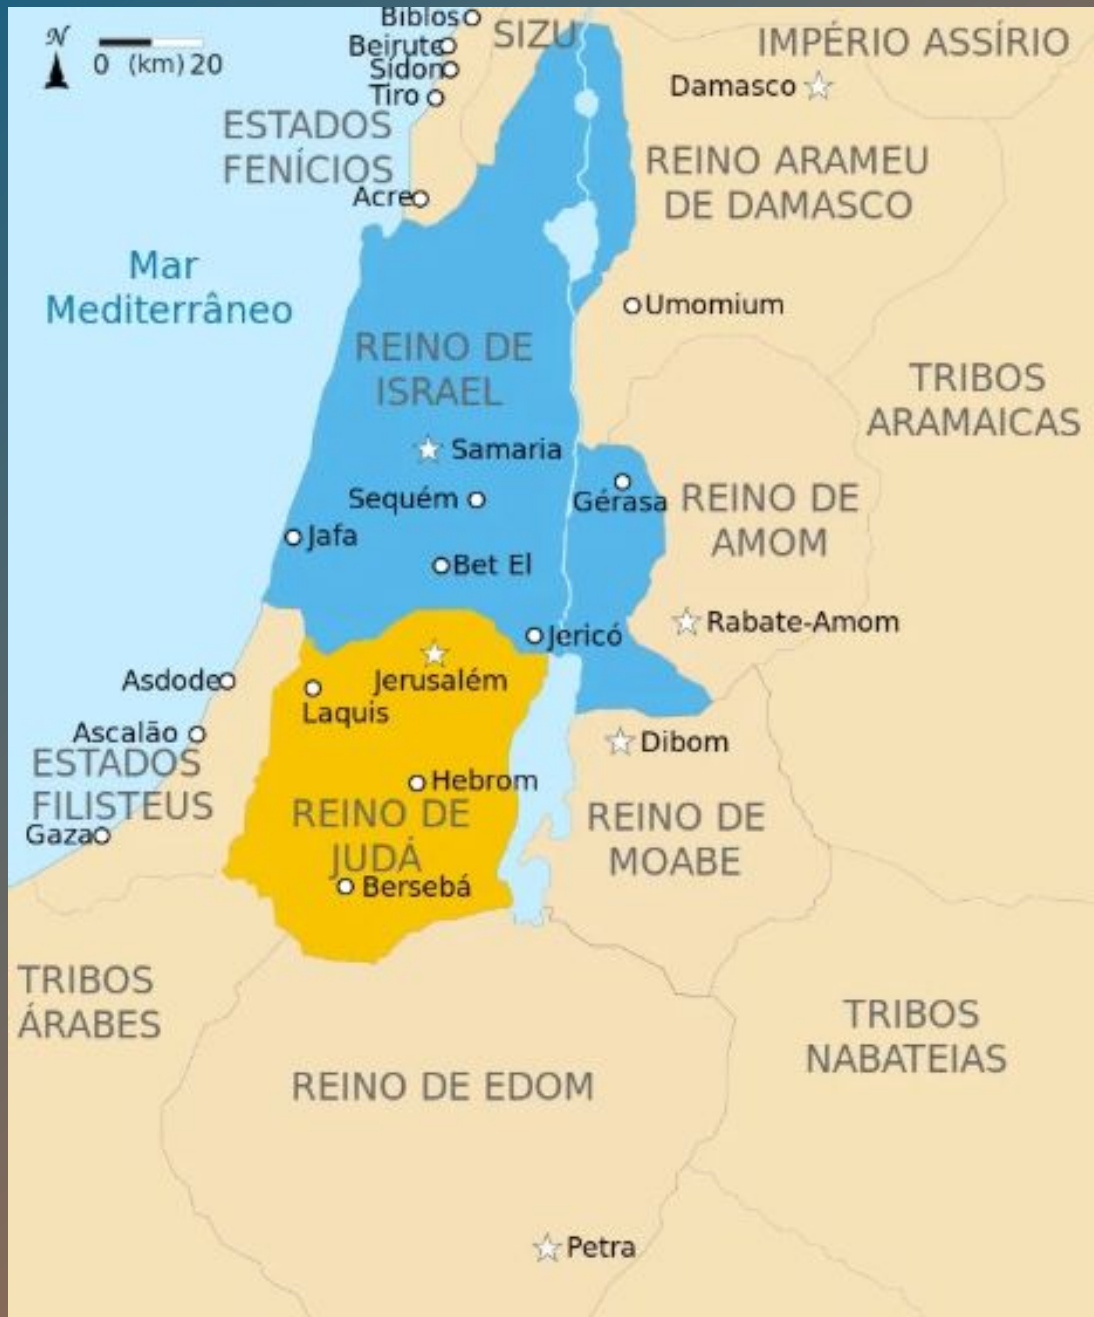 Biblos
SIZU
Beirute
Sidon
Tiro
N
0 (km) 20
IMPÉRIO ASSÍRIO
Damasco
ESTADOS
FENÍCIOS
REINO ARAMEU
DE DAMASCO
Acre
Mar
Mediterrâneo
Umomium
REINO DE
ISRAEL
TRIBOS
ARAMAICAS
Samaria
Sequém
Gérasa
REINO DE
AMOM
Jafa
Bet El
Rabate-Amom
Jericó
Jerusalém
Asdode
Laquis
Ascalão
Dibom
ESTADOS
FILISTEUS
Hebrom
Gaza
REINO DE
JUDÁ
REINO DE
MOABE
Bersebá
TRIBOS
ÁRABES
TRIBOS
NABATEIAS
REINO DE EDOM
Petra